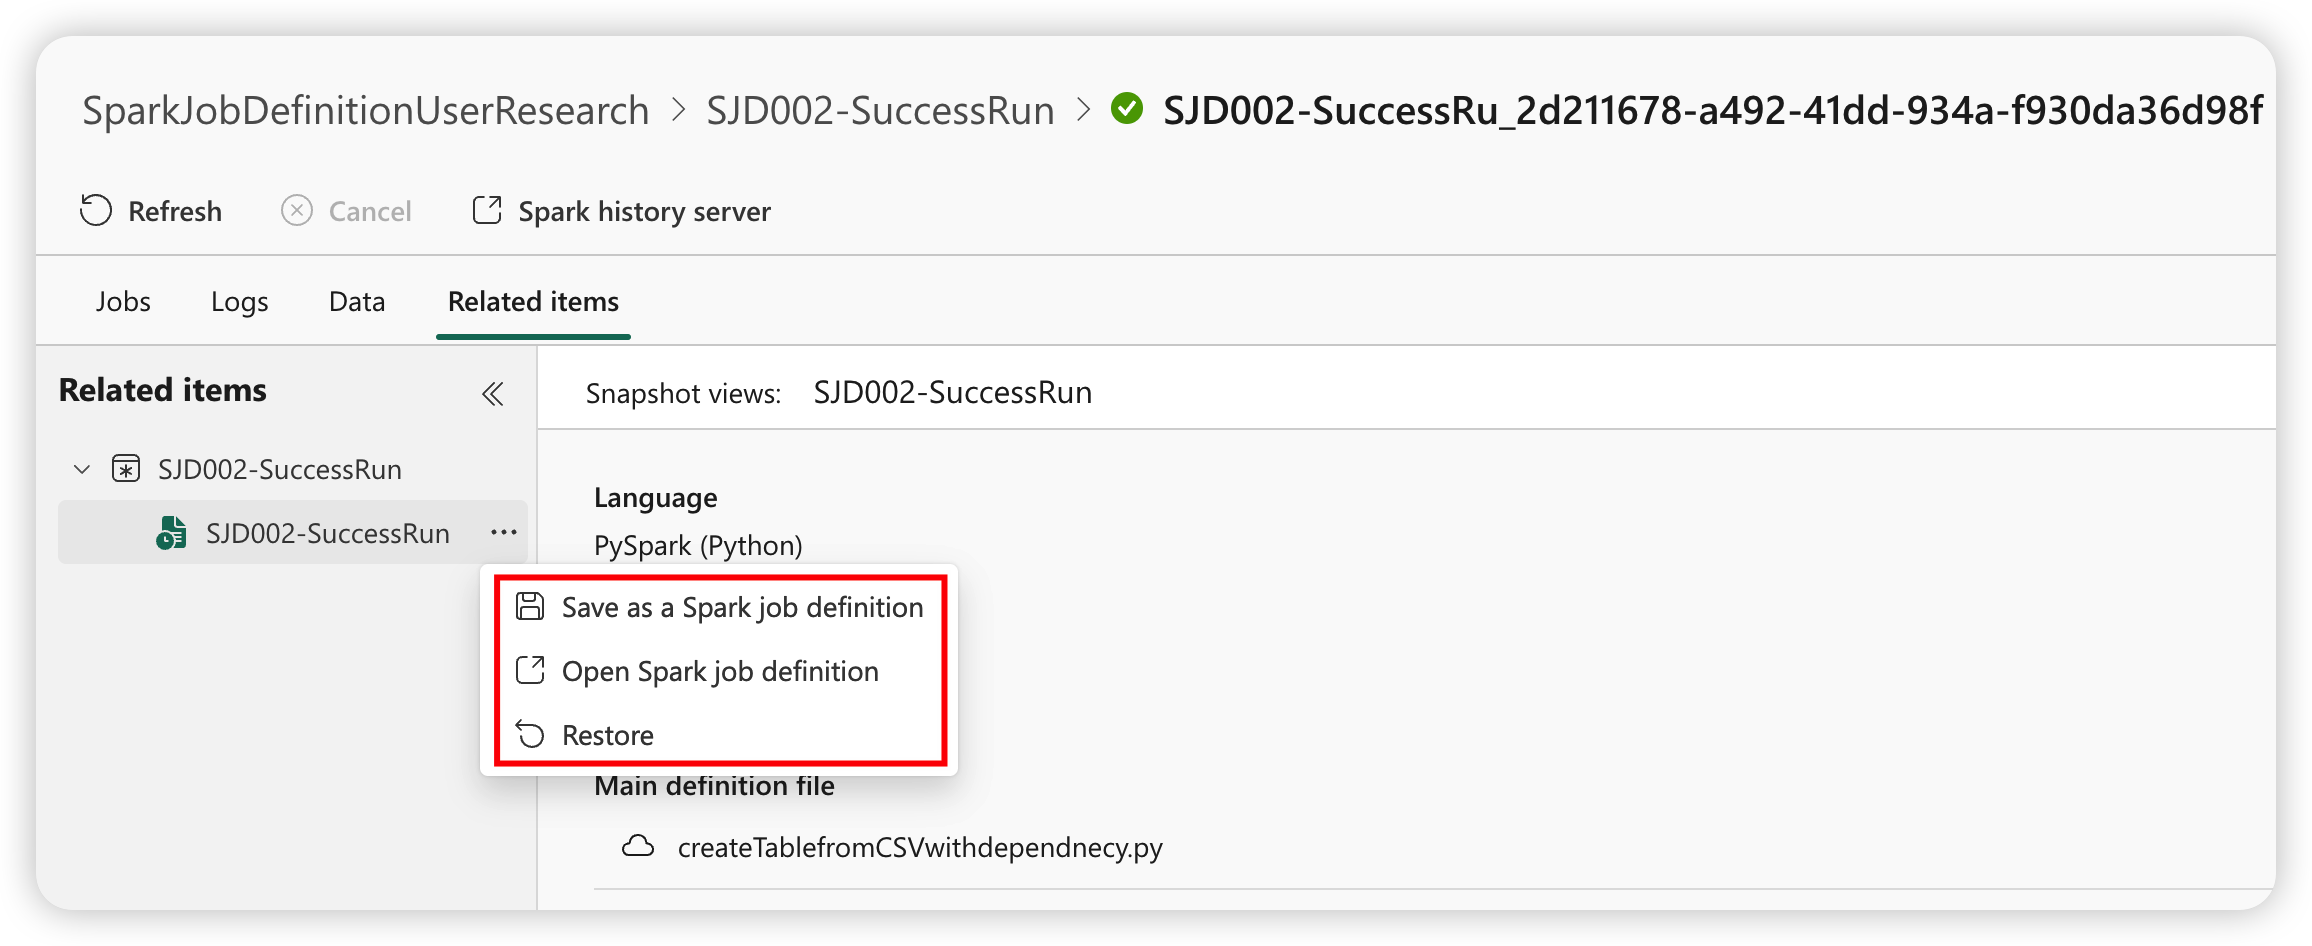 SparkJobDefinitionUserResearch > SJD002-SuccessRun > SJD002-SuccessRu_2d211678-a492-41dd-934a-f930da36d98f
Refresh Cancel Spark history server
Jobs Logs Data Related items
Related items
SJD002-SuccessRun
SJD002-SuccessRun ...
Snapshot views: SJD002-SuccessRun
Language
PySpark (Python)
Save as a Spark job definition
Open Spark job definition
Restore
Main definition file
createTablefromCSVwithdependnecy.py